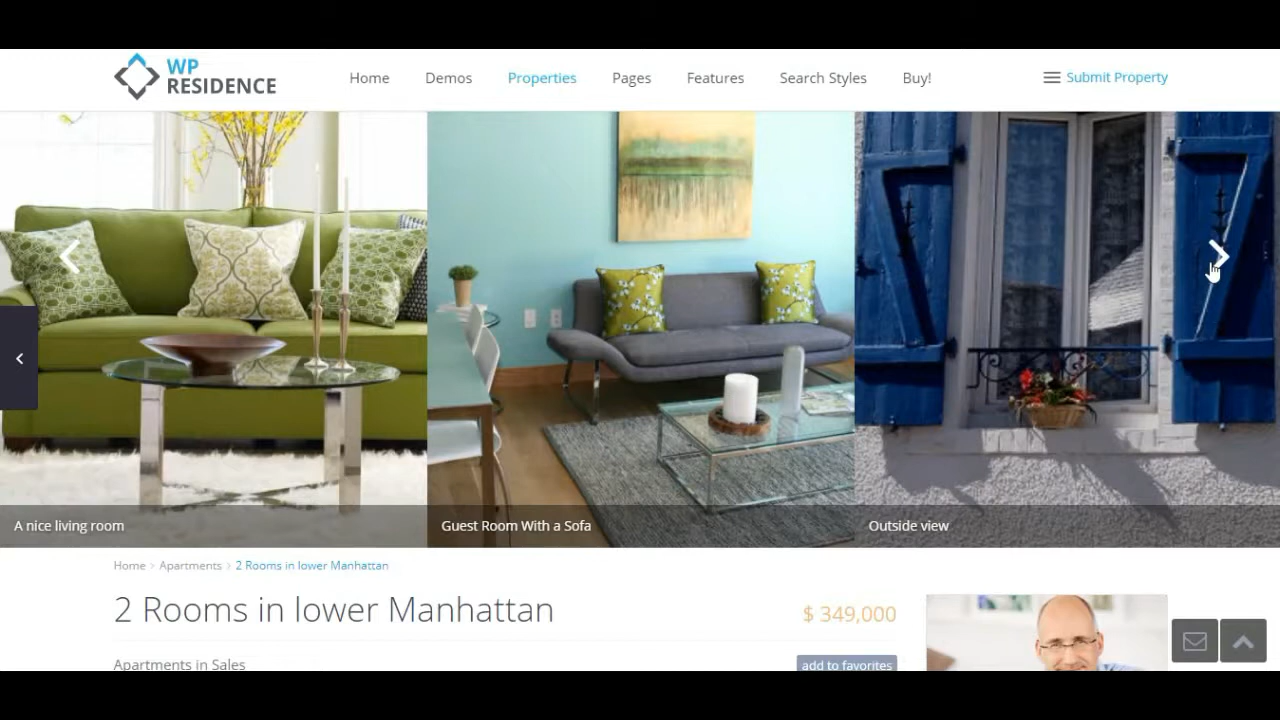 WP
RESIDENCE
Home Demos Properties Pages Features Search Styles Buy! Submit Property
A nice living room Guest Room With a Sofa Outside view
Home > Apartments > 2 Rooms in lower Manhattan
2 Rooms in lower Manhattan $ 349,000
Apartments in Sales add to favorites